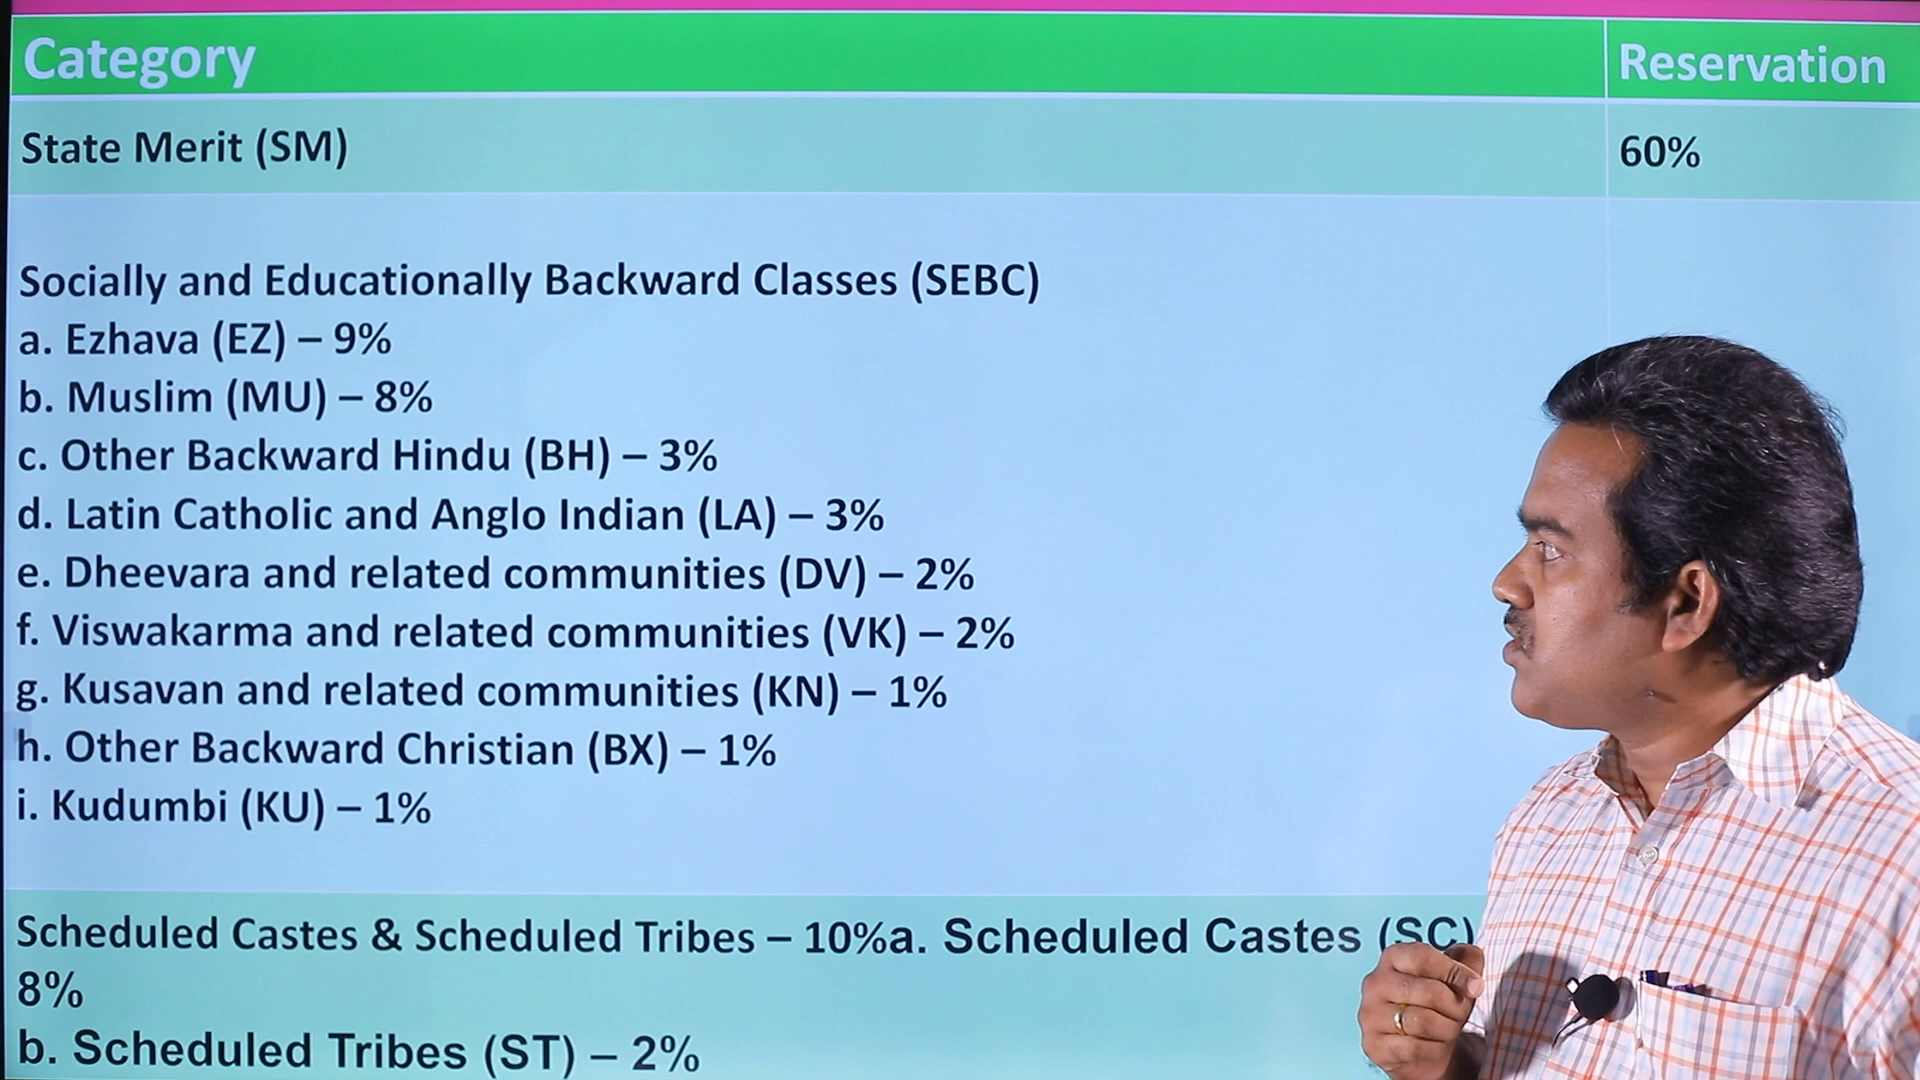 Category Reservation
State Merit (SM) 60%
Socially and Educationally Backward Classes (SEBC)
a. Ezhava (EZ) – 9%
b. Muslim (MU) – 8%
c. Other Backward Hindu (BH) – 3%
d. Latin Catholic and Anglo Indian (LA) – 3%
e. Dheevara and related communities (DV) – 2%
f. Viswakarma and related communities (VK) – 2%
g. Kusavan and related communities (KN) – 1%
h. Other Backward Christian (BX) – 1%
i. Kudumbi (KU) – 1%
Scheduled Castes & Scheduled Tribes – 10%a. Scheduled Castes (SC)
8%
b. Scheduled Tribes (ST) – 2%